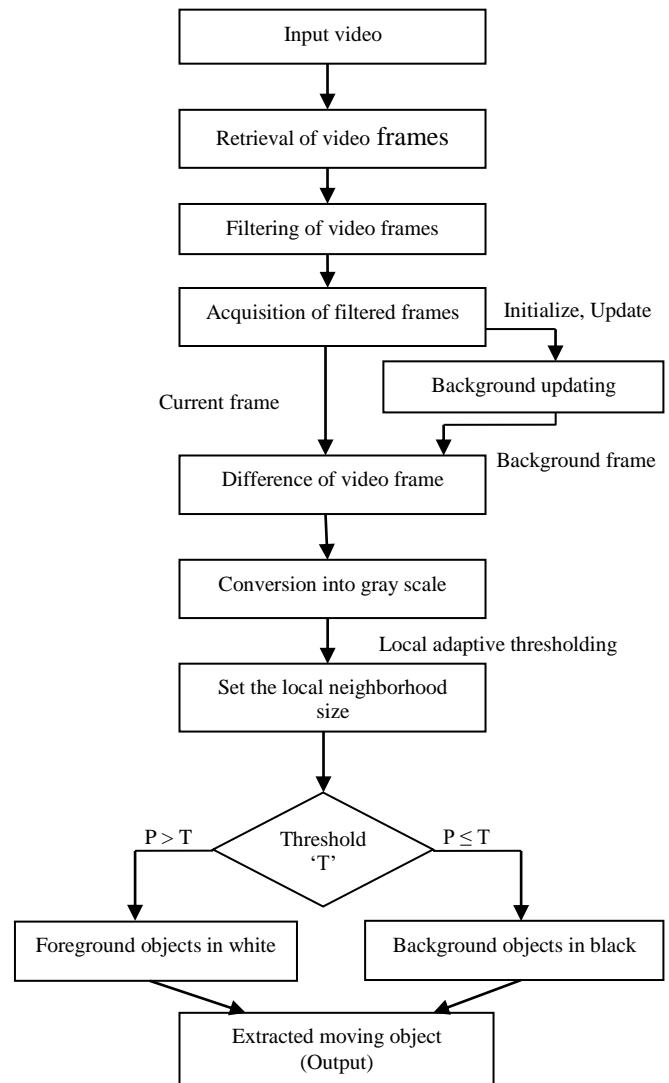 Input video
Retrieval of video frames
Filtering of video frames
Acquisition of filtered frames
Initialize, Update
Background updating
Current frame
Background frame
Difference of video frame
Conversion into gray scale
Local adaptive thresholding
Set the local neighborhood
size
P > T
Threshold
‘T’
P ≤ T
Foreground objects in white
Background objects in black
Extracted moving object
(Output)